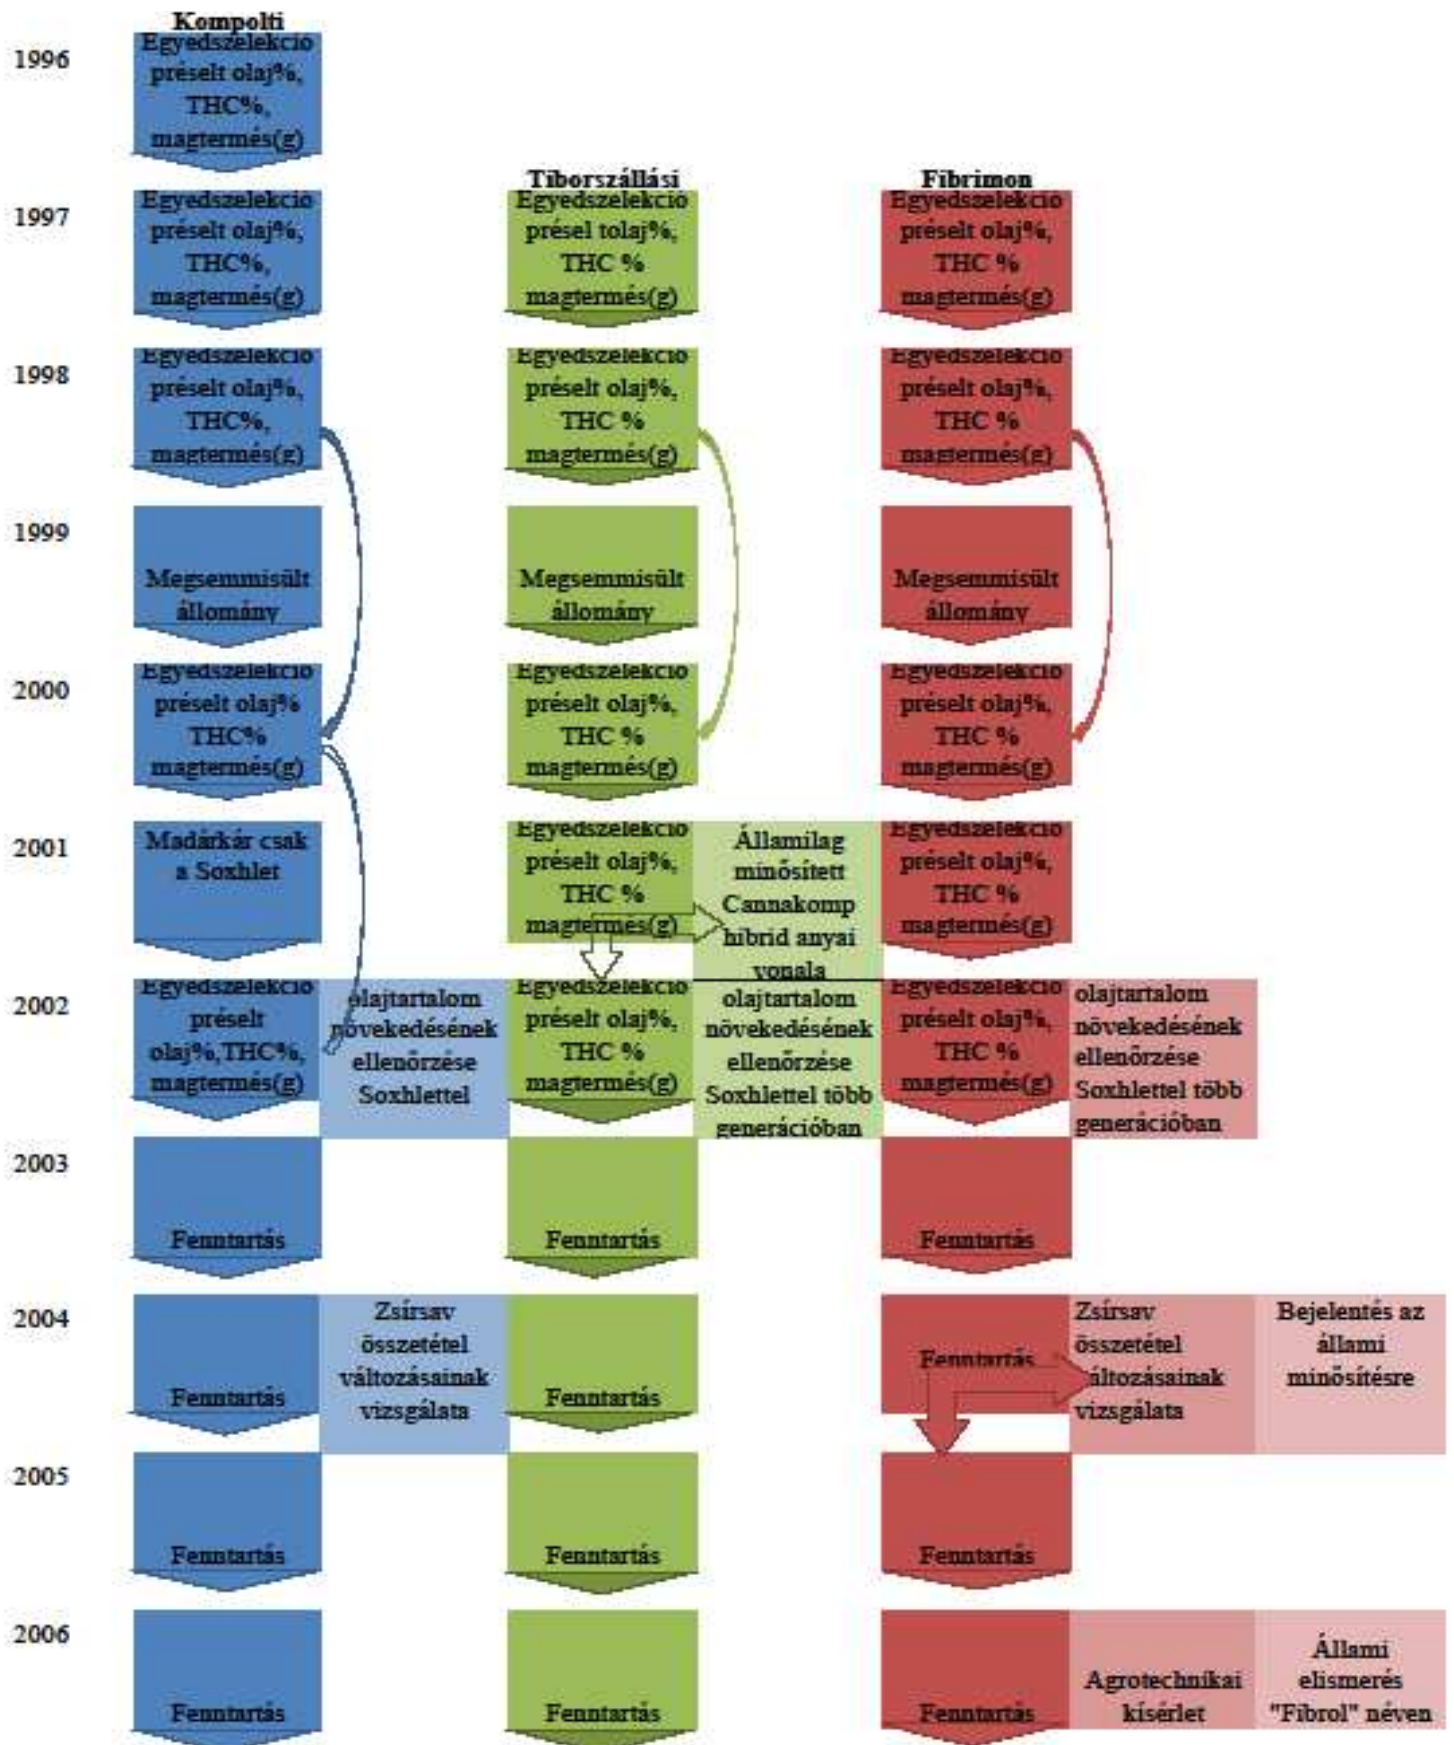 Kompolti
1996
Egyedszelekció
préselt olaj%,
THC%,
magtermés(g)
Tiborszállási
Fibrimon
1997
Egyedszelekció
préselt olaj%,
THC%,
magtermés(g)
Egyedszelekció
présel tolaj%,
THC %
magtermés(g)
Egyedszelekció
préselt olaj%,
THC %
magtermés(g)
1998
Egyedszelekció
préselt olaj%,
THC%,
magtermés(g)
Egyedszelekció
préselt olaj%,
THC %
magtermés(g)
Egyedszelekció
préselt olaj%,
THC %
magtermés(g)
1999
Megsemmisült
állomány
Megsemmisült
állomány
Megsemmisült
állomány
2000
Egyedszelekció
préselt olaj%
THC%
magtermés(g)
Egyedszelekció
préselt olaj%,
THC %
magtermés(g)
Egyedszelekció
préselt olaj%,
THC %
magtermés(g)
2001
Madárkár csak
a Soxhlet
Egyedszelekció
préselt olaj%,
THC %
magtermés(g)
Államilag
minősített
Cannakomp
hibrid anyai
vonala
Egyedszelekció
préselt olaj%,
THC %
magtermés(g)
2002
Egyedszelekció
préselt
olaj%,THC%,
magtermés(g)
olajtartalom
növekedésének
ellenőrzése
Soxhlettel
Egyedszelekció
préselt olaj%,
THC %
magtermés(g)
olajtartalom
növekedésének
ellenőrzése
Soxhlettel több
generációban
Egyedszelekció
préselt olaj%,
THC %
magtermés(g)
olajtartalom
növekedésének
ellenőrzése
Soxhlettel több
generációban
2003
Fenntartás
Fenntartás
Fenntartás
2004
Fenntartás
Zsírsav
összetétel
változásainak
vizsgálata
Fenntartás
Fenntartás
Zsírsav
összetétel
változásainak
vizsgálata
Bejelentés az
állami
minősítésre
2005
Fenntartás
Fenntartás
Fenntartás
2006
Fenntartás
Fenntartás
Fenntartás
Agrotechnikai
kísérlet
Állami
elismerés
"Fibrol" néven